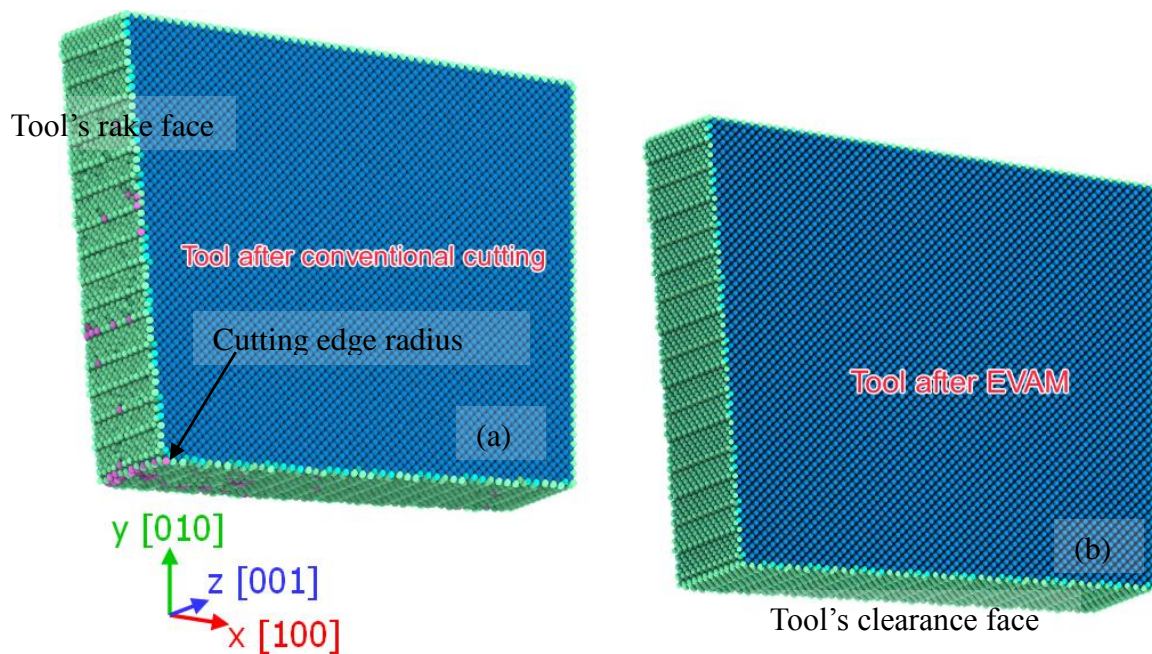 Tool’s rake face
Tool after conventional cutting
Cutting edge radius
(a)
y [010]
z [001]
x [100]
Tool after EVAM
(b)
Tool’s clearance face